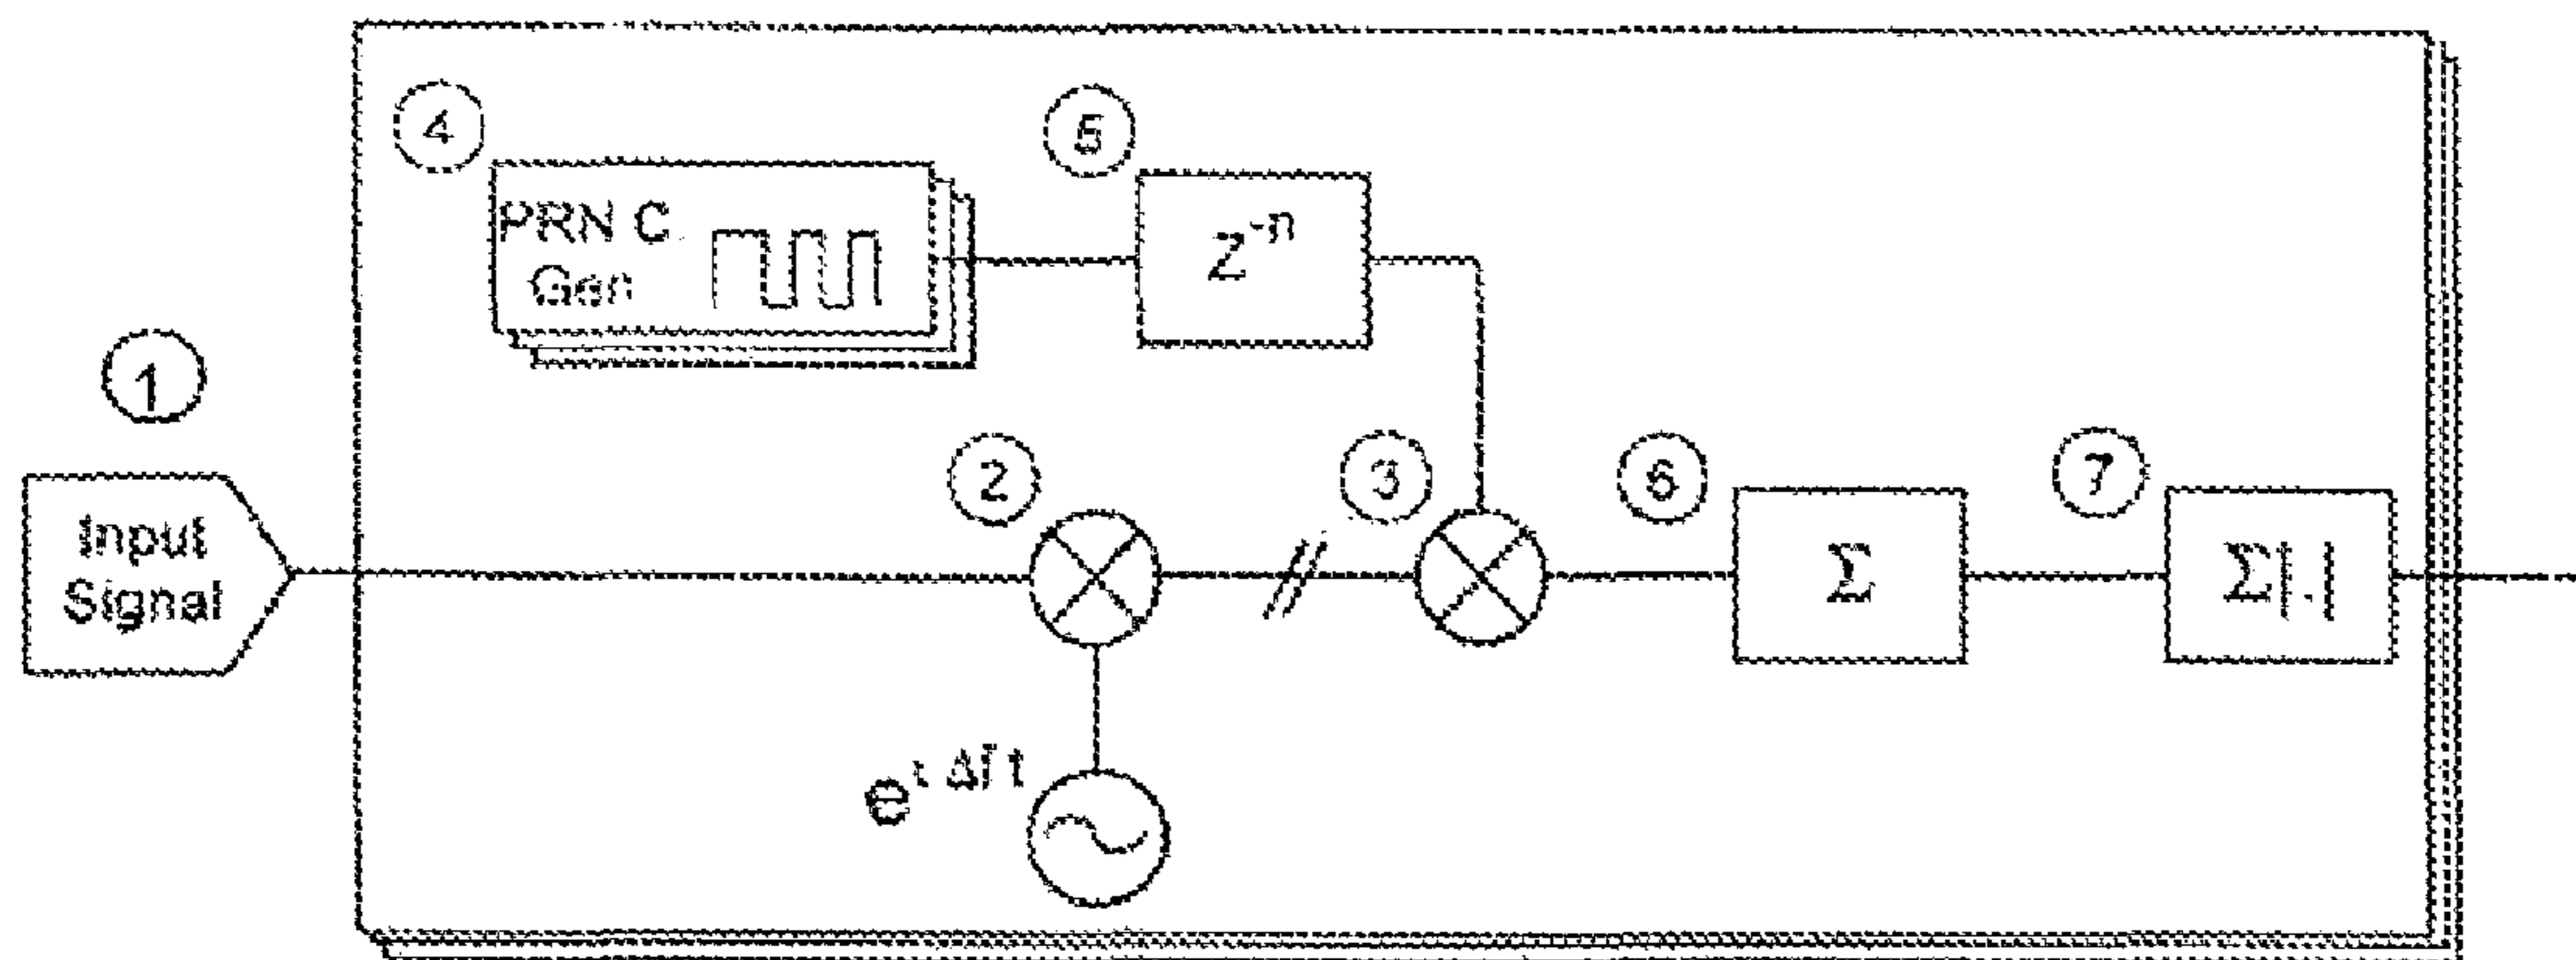 4
5
PRN C
Gen
Z⁻ⁿ
1
2
3
6
7
Input
Signal
Σ
Σ|.|
e^{i Δf t}